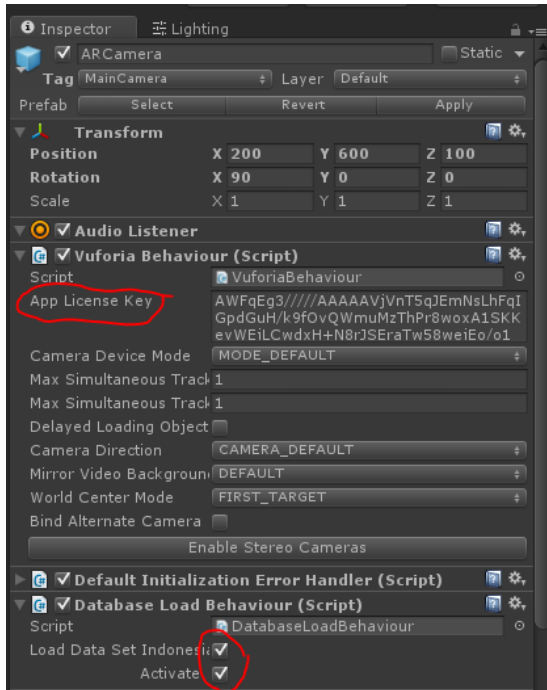 Inspector Lighting
ARCamera Static
Tag MainCamera Layer Default
Prefab Select Revert Apply
Transform
Position X 200 Y 600 Z 100
Rotation X 90 Y 0 Z 0
Scale X 1 Y 1 Z 1
Audio Listener
Vuforia Behaviour (Script)
Script VuforiaBehaviour
App License Key AWFqEg3/////AAAAAVjVnT5qJEmNsLhFqI
GpdGuH/k9fOvQWmuMzThPr8woxA1SKK
evWEiLCwdxH+N8rJSEraTw58weiEo/o1
Camera Device Mode MODE_DEFAULT
Max Simultaneous Track 1
Max Simultaneous Track 1
Delayed Loading Object
Camera Direction CAMERA_DEFAULT
Mirror Video Backgroun DEFAULT
World Center Mode FIRST_TARGET
Bind Alternate Camera
Enable Stereo Cameras
Default Initialization Error Handler (Script)
Database Load Behaviour (Script)
Script DatabaseLoadBehaviour
Load Data Set Indonesia
Activate